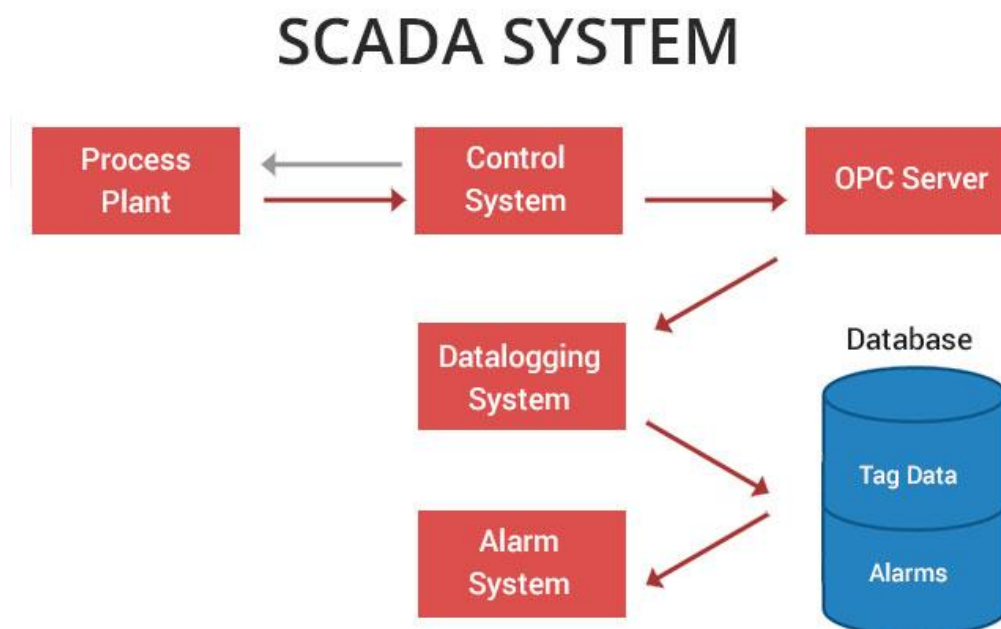 SCADA SYSTEM
Process
Plant
Control
System
OPC Server
Datalogging
System
Database
Tag Data
Alarms
Alarm
System